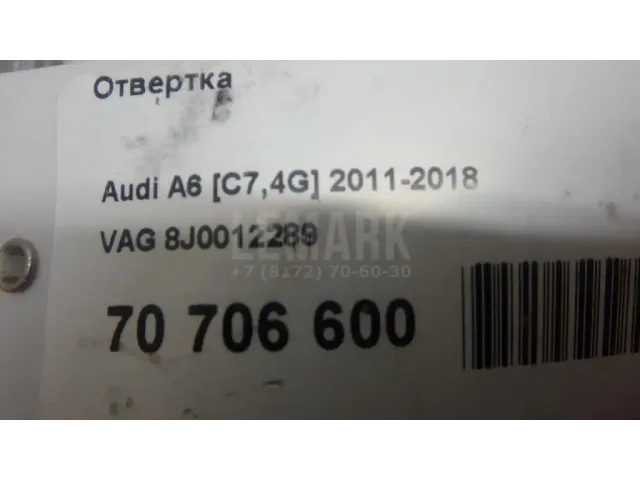 Отвертка
Audi A6 [C7,4G] 2011-2018
LEMARK
VAG 8J0012289
+7 (8172) 70-60-30
70 706 600